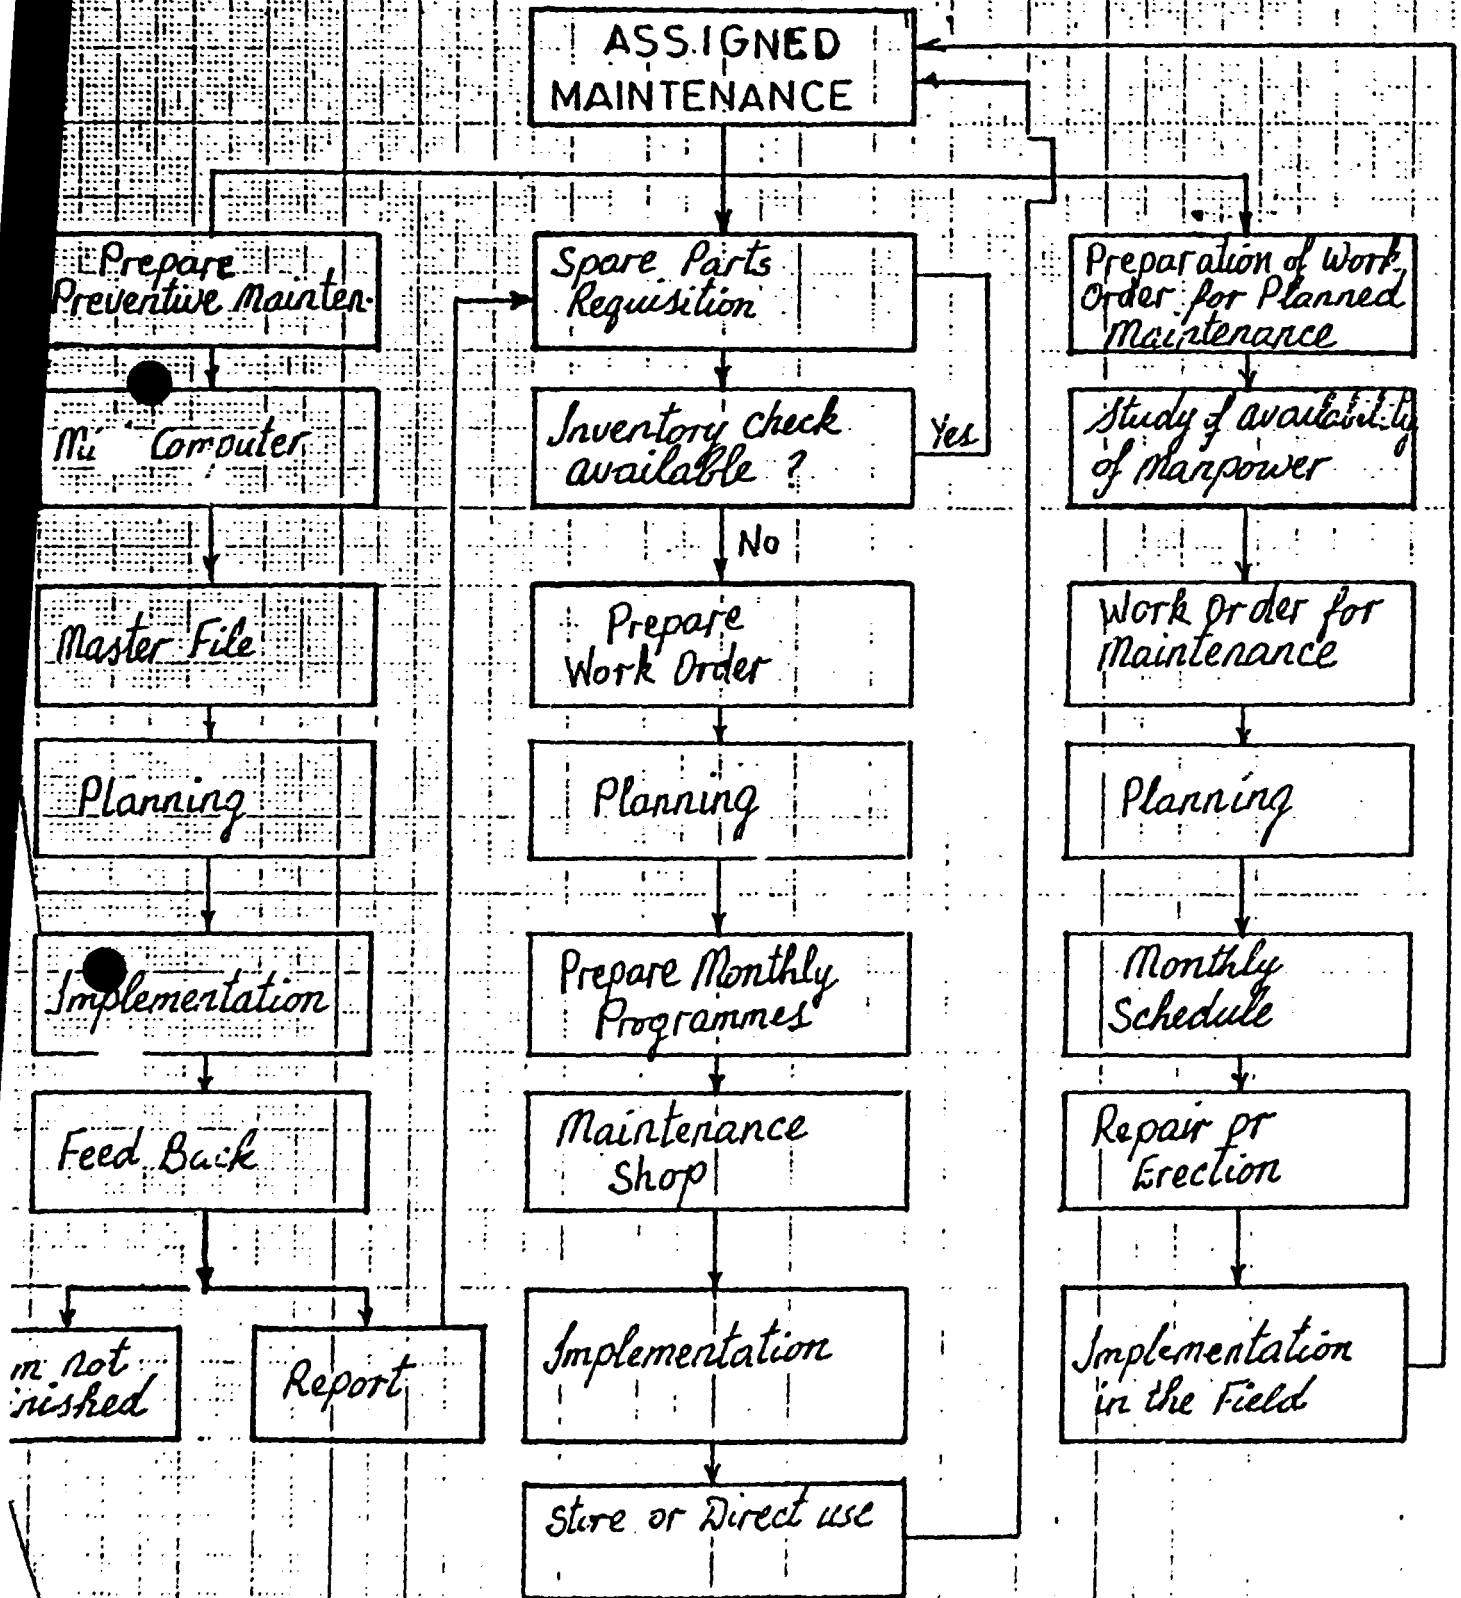 ASSIGNED
MAINTENANCE
Prepare
Preventive Mainten.
Computer
Master File
Planning
Implementation
Feed Back
not
Report
Spare Parts
Requisition
Inventory check
available ?
Yes
No
Prepare
Work Order
Planning
Prepare Monthly
Programmes
Maintenance
Shop
Implementation
Store or Direct use
Preparation of Work
Order for Planned
Maintenance
Study of availability
of Manpower
Work Order for
Maintenance
Planning
Monthly
Schedule
Repair or
Erection
Implementation
in the Field